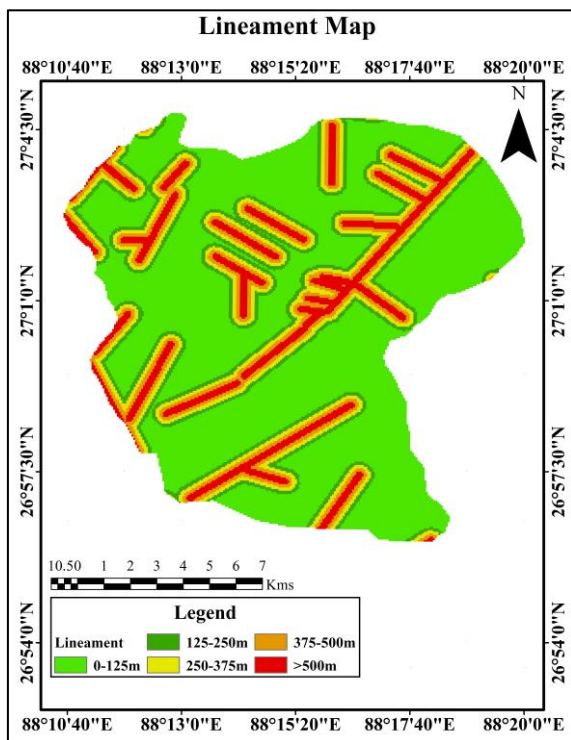 Lineament Map
88°10'40"E 88°13'0"E 88°15'20"E 88°17'40"E 88°20'0"E
N
27°4'30"N 27°4'30"N
27°1'0"N 27°1'0"N
26°57'30"N 26°57'30"N
26°54'0"N 26°54'0"N
10.50 1 2 3 4 5 6 7
Kms
Legend
Lineament 125-250m 375-500m
0-125m 250-375m >500m
88°10'40"E 88°13'0"E 88°15'20"E 88°17'40"E 88°20'0"E